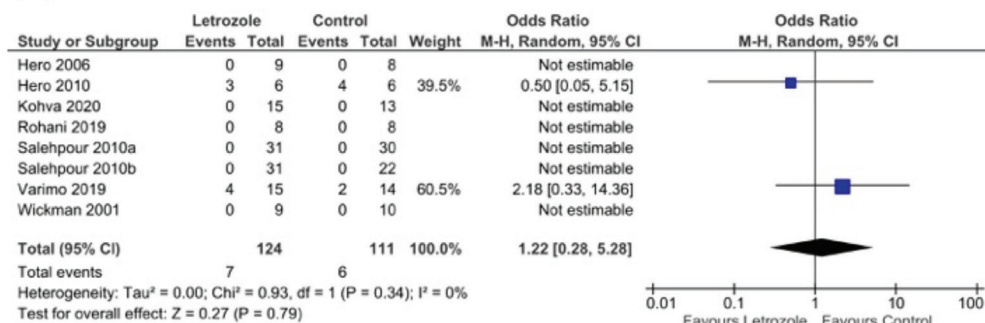 Letrozole Control Odds Ratio Odds Ratio
Study or Subgroup Events Total Events Total Weight M-H, Random, 95% CI M-H, Random, 95% CI
Hero 2006 0 9 0 8 Not estimable
Hero 2010 3 6 4 6 39.5% 0.50 [0.05, 5.15]
Kohva 2020 0 15 0 13 Not estimable
Rohani 2019 0 8 0 8 Not estimable
Salehpour 2010a 0 31 0 30 Not estimable
Salehpour 2010b 0 31 0 22 Not estimable
Varimo 2019 4 15 2 14 60.5% 2.18 [0.33, 14.36]
Wickman 2001 0 9 0 10 Not estimable
Total (95% CI) 124 111 100.0% 1.22 [0.28, 5.28]
Total events 7 6
Heterogeneity: Tau² = 0.00; Chi² = 0.93, df = 1 (P = 0.34); I² = 0%
Test for overall effect: Z = 0.27 (P = 0.79)
0.01 0.1 1 10 100
Favours Letrozole Favours Control